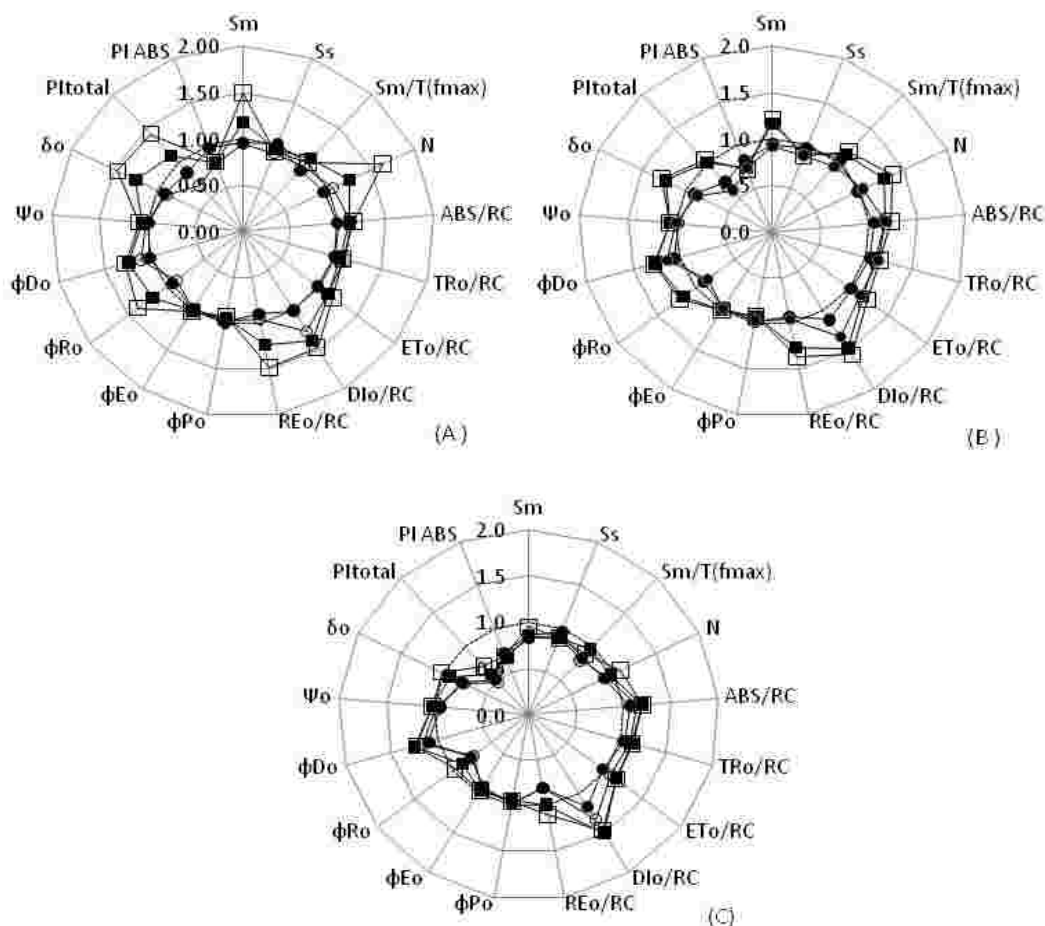 Sm
2.00
PI ABS
Ss
PItotal
Sm/T(fmax)
1.50
δo
1.00
N
0.50
Ψo
0.00
ABS/RC
ϕDo
TRo/RC
ϕRo
ETo/RC
ϕEo
DIo/RC
ϕPo
REo/RC
(A)
Sm
2.0
PI ABS
Ss
PItotal
Sm/T(fmax)
1.5
δo
1.0
N
0.5
Ψo
0.0
ABS/RC
ϕDo
TRo/RC
ϕRo
ETo/RC
ϕEo
DIo/RC
ϕPo
REo/RC
(B)
Sm
2.0
PI ABS
Ss
PItotal
Sm/T(fmax)
1.5
δo
1.0
N
0.5
Ψo
0.0
ABS/RC
ϕDo
TRo/RC
ϕRo
ETo/RC
ϕEo
DIo/RC
ϕPo
REo/RC
(C)